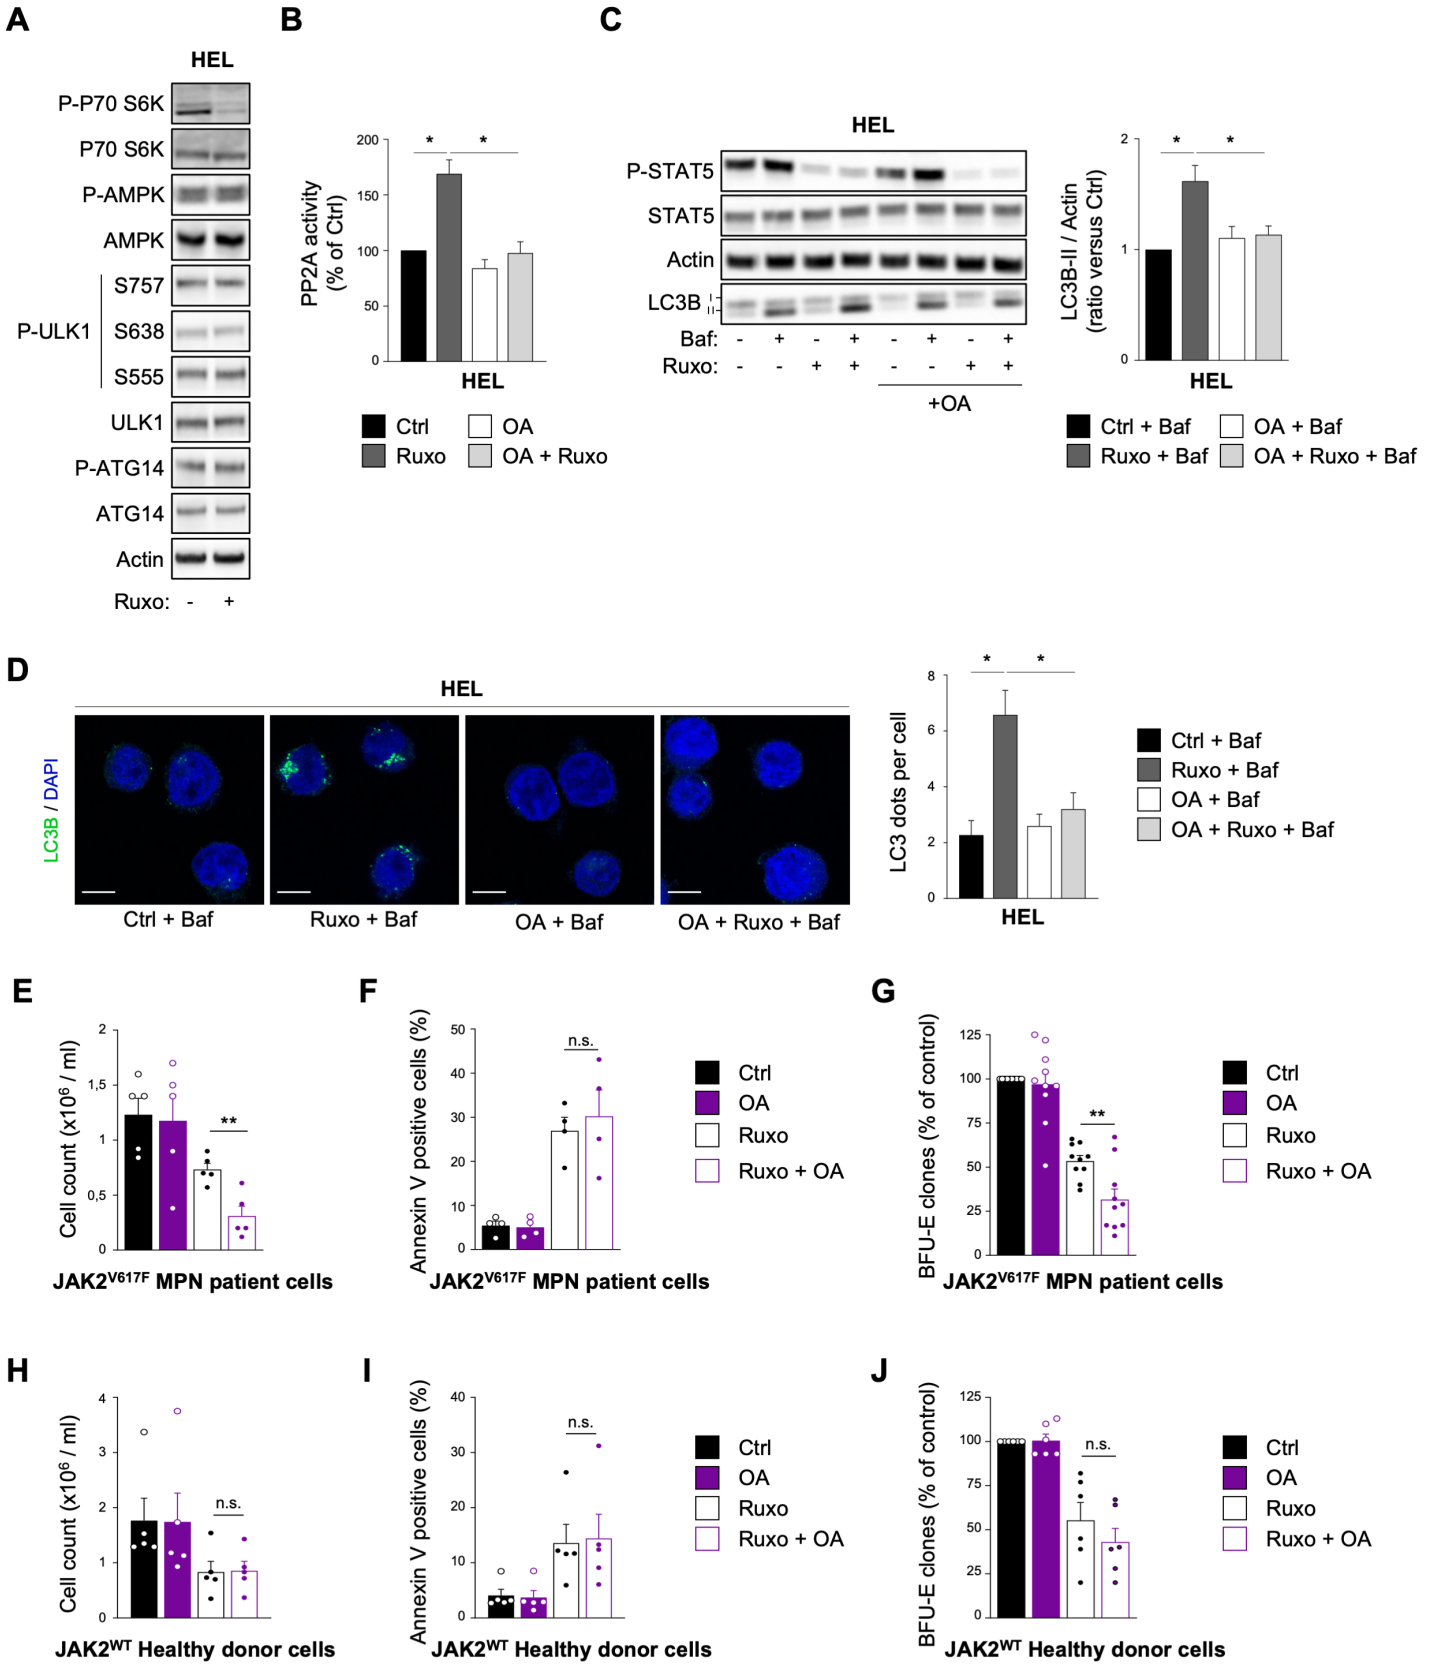 A
HEL
P-P70 S6K
P70 S6K
P-AMPK
AMPK
S757
P-ULK1
S638
S555
ULK1
P-ATG14
ATG14
Actin
Ruxo: - +
B
PP2A activity
(% of Ctrl)
200
150
100
50
0
* *
HEL
Ctrl
OA
Ruxo
OA + Ruxo
C
HEL
P-STAT5
STAT5
Actin
LC3B
I
II
Baf: - + - + - + - +
Ruxo: - - + + - - + +
+OA
LC3B-II / Actin
(ratio versus Ctrl)
2
1
0
* *
HEL
Ctrl + Baf
OA + Baf
Ruxo + Baf
OA + Ruxo + Baf
D
HEL
LC3B / DAPI
Ctrl + Baf
Ruxo + Baf
OA + Baf
OA + Ruxo + Baf
LC3 dots per cell
8
6
4
2
0
* *
HEL
Ctrl + Baf
Ruxo + Baf
OA + Baf
OA + Ruxo + Baf
E
Cell count (x10⁶ / ml)
2
1,5
1
0,5
0
**
JAK2ⱽ⁶¹⁷ᶠ MPN patient cells
F
Annexin V positive cells (%)
50
40
30
20
10
0
n.s.
JAK2ⱽ⁶¹⁷ᶠ MPN patient cells
Ctrl
OA
Ruxo
Ruxo + OA
G
BFU-E clones (% of control)
125
100
75
50
25
0
**
JAK2ⱽ⁶¹⁷ᶠ MPN patient cells
Ctrl
OA
Ruxo
Ruxo + OA
H
Cell count (x10⁶ / ml)
4
3
2
1
0
n.s.
JAK2ᵂᵀ Healthy donor cells
I
Annexin V positive cells (%)
40
30
20
10
0
n.s.
JAK2ᵂᵀ Healthy donor cells
Ctrl
OA
Ruxo
Ruxo + OA
J
BFU-E clones (% of control)
125
100
75
50
25
0
n.s.
JAK2ᵂᵀ Healthy donor cells
Ctrl
OA
Ruxo
Ruxo + OA